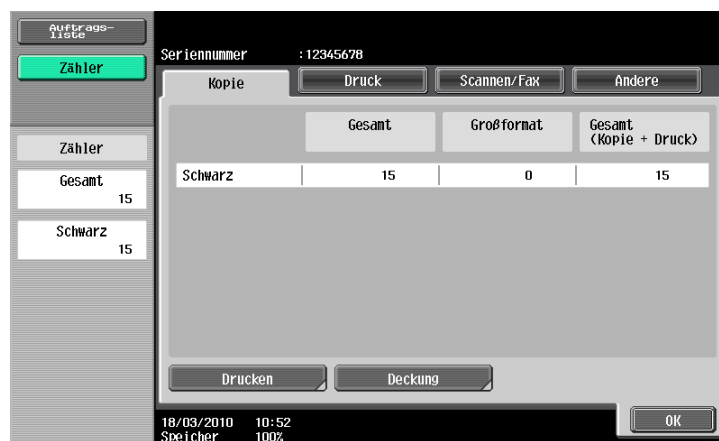 Auftrags-
liste
Zähler
Zähler
Gesamt
15
Schwarz
15
Seriennummer :12345678
Kopie Druck Scannen/Fax Andere
Gesamt Großformat Gesamt
(Kopie + Druck)
Schwarz 15 0 15
Drucken Deckung
OK
18/03/2010 10:52
Speicher 100%